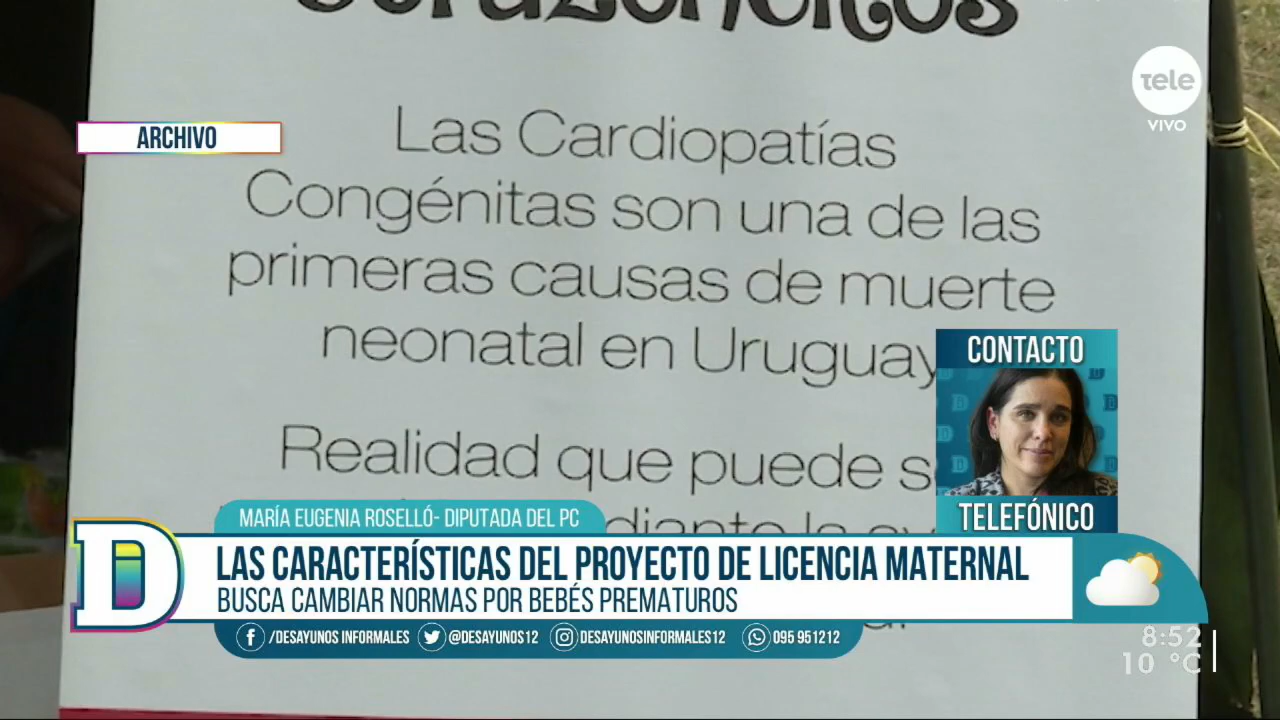 Corazoncitos
tele
VIVO
ARCHIVO
Las Cardiopatías
Congénitas son una de las
primeras causas de muerte
neonatal en Uruguay
Realidad que puede
CONTACTO
TELEFÓNICO
MARÍA EUGENIA ROSELLÓ- DIPUTADA DEL PC
LAS CARACTERÍSTICAS DEL PROYECTO DE LICENCIA MATERNAL
BUSCA CAMBIAR NORMAS POR BEBÉS PREMATUROS
D
/DESAYUNOS INFORMALES @DESAYUNOS12 DESAYUNOSINFORMALES12 095 951212
8:52
10 °C